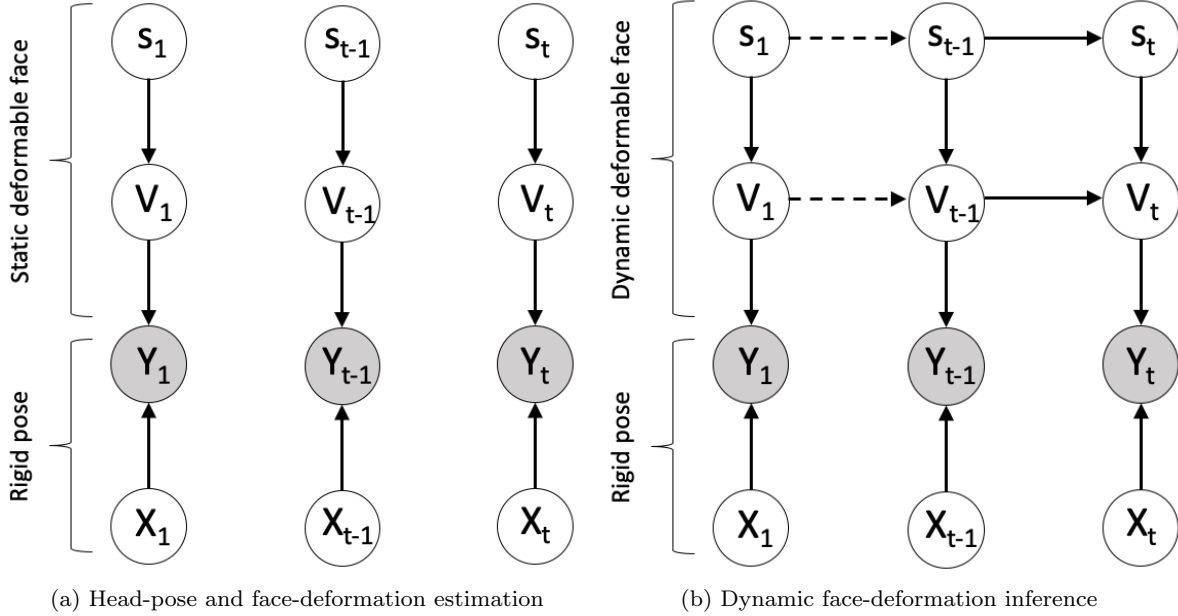 Static deformable face
Rigid pose
s1 st-1 st
V1 Vt-1 Vt
Y1 Yt-1 Yt
X1 Xt-1 Xt
(a) Head-pose and face-deformation estimation
Dynamic deformable face
Rigid pose
s1 st-1 st
V1 Vt-1 Vt
Y1 Yt-1 Yt
X1 Xt-1 Xt
(b) Dynamic face-deformation inference